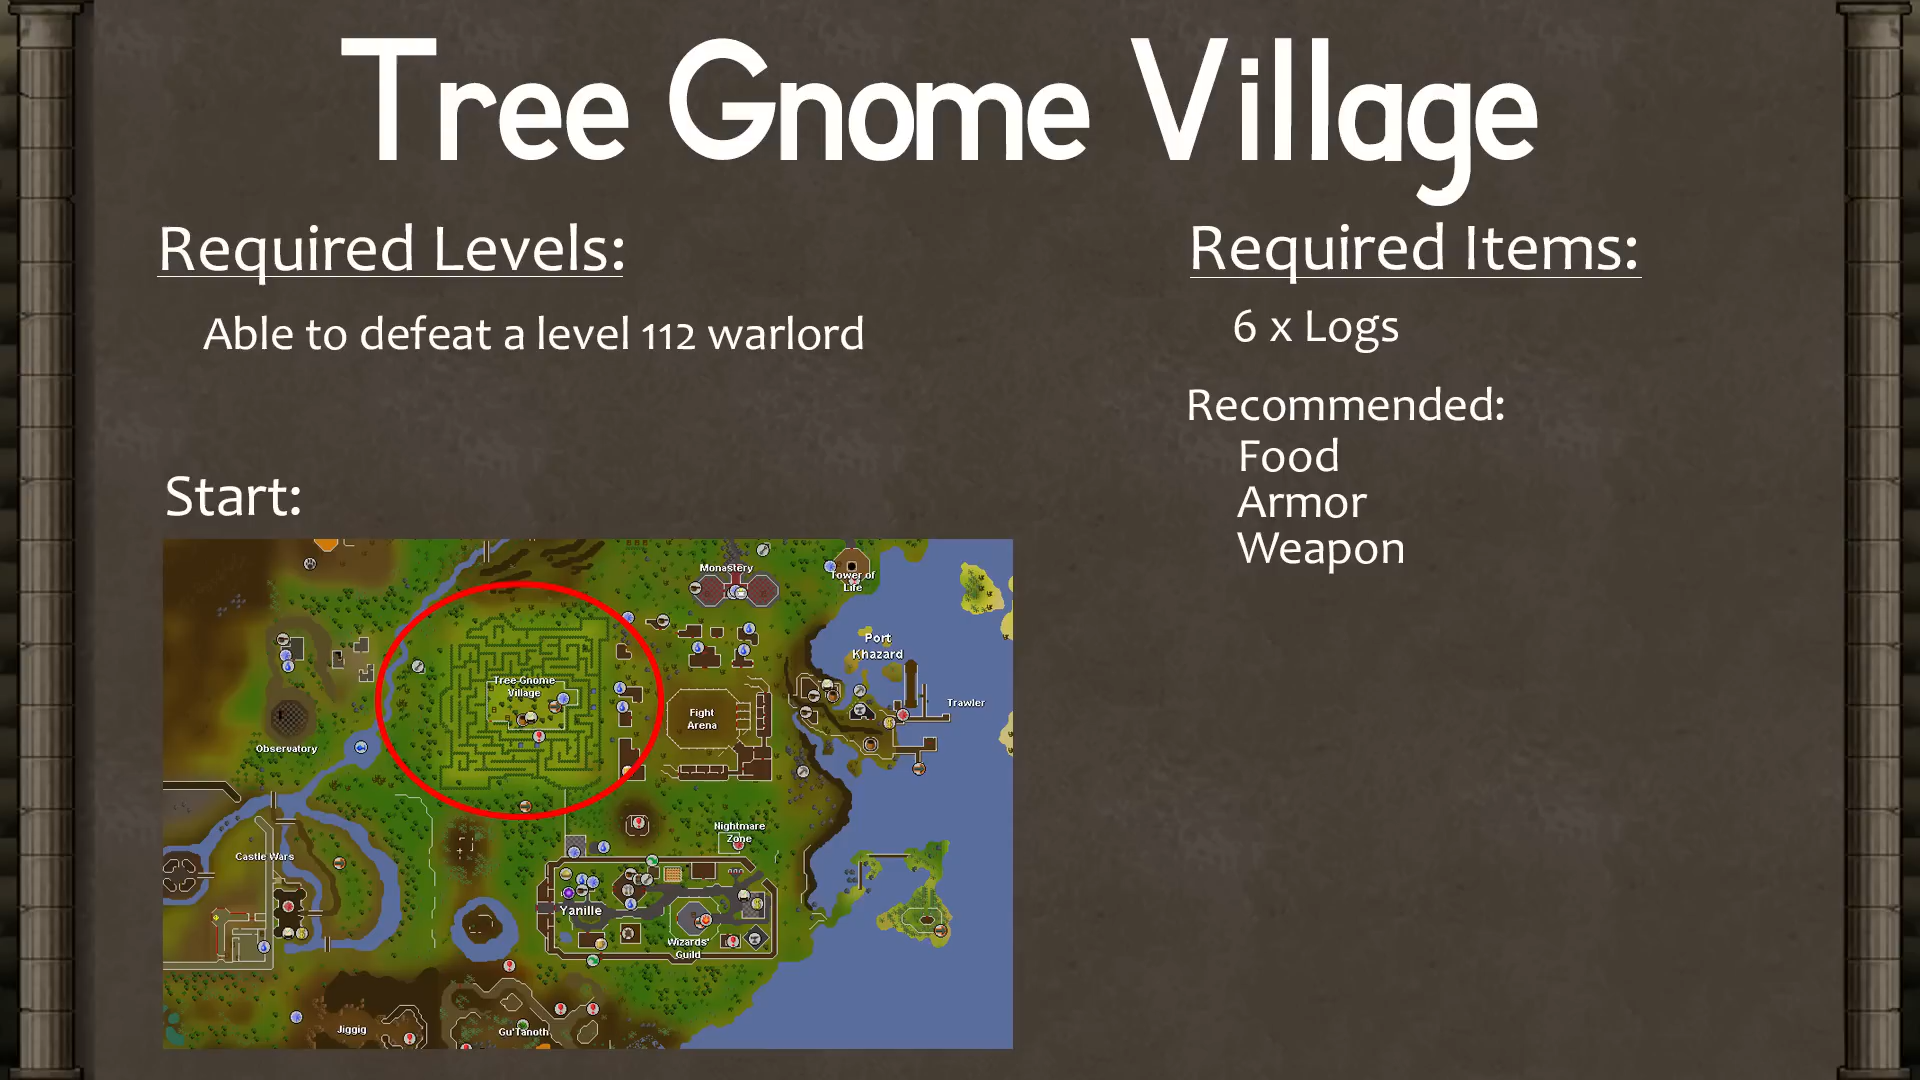 Tree Gnome Village
Required Levels:
Able to defeat a level 112 warlord
Required Items:
6 x Logs
Recommended:
Food
Armor
Weapon
Start:
Monastery
Tower of
Life
Port
Khazard
Tree Gnome
Village
Trawler
Fight
Arena
Observatory
Nightmare
Zone
Castle Wars
Yanille
Wizards'
Guild
Jiggig
Gu'Tanoth